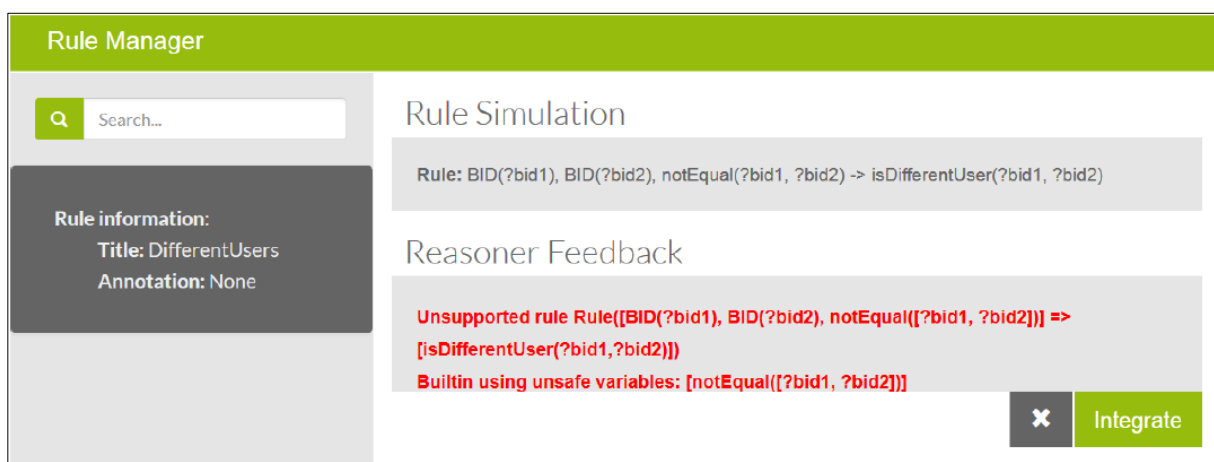 Rule Manager
Search...
Rule information:
Title: DifferentUsers
Annotation: None
Rule Simulation
Rule: BID(?bid1), BID(?bid2), notEqual(?bid1, ?bid2) -> isDifferentUser(?bid1, ?bid2)
Reasoner Feedback
Unsupported rule Rule([BID(?bid1), BID(?bid2), notEqual([?bid1, ?bid2])] =>
[isDifferentUser(?bid1,?bid2)])
Builtin using unsafe variables: [notEqual([?bid1, ?bid2])]
Integrate